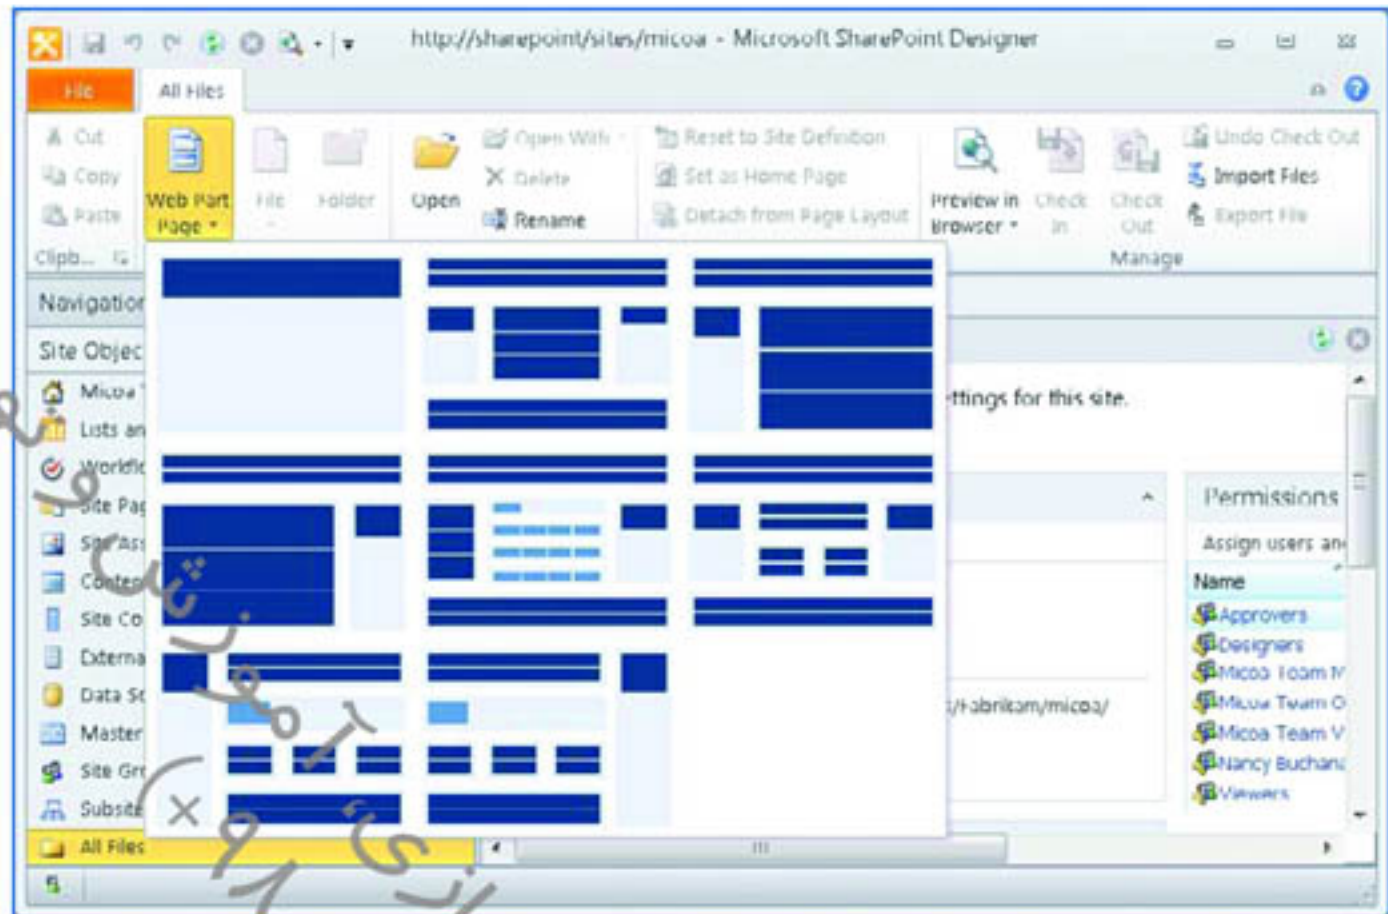 http://sharepoint/sites/micoa - Microsoft SharePoint Designer
File All Files
Cut
Copy
Paste
Clipb...
Web Part Page
File
Folder
Open
Open With
Delete
Rename
Reset to Site Definition
Set as Home Page
Detach from Page Layout
Preview in Browser
Check In
Check Out
Undo Check Out
Import Files
Export File
Manage
Navigation
Site Objec
Micoa
Lists an
Workfl
Site Pag
Site Ass
Conten
Site Co
Externa
Data So
Master
Site Gr
Subsite
All Files
ttings for this site.
/Fabrikam/micoa/
Permissions
Assign users an
Name
Approvers
Designers
Micoa Team M
Micoa Team O
Micoa Team V
Nancy Buchana
Viewers